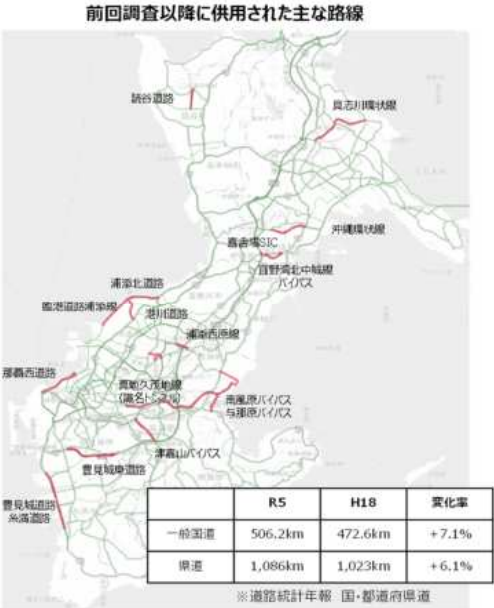 前回調査以降に供用された主な路線
読谷道路
具志川環状線
沖縄環状線
喜舎場SIC
宜野湾北中城線
バイパス
浦添北道路
臨港道路浦添線
港川道路
浦添西原線
那覇西道路
真地久茂地線
(識名トンネル)
南風原バイパス
与那原バイパス
津嘉山バイパス
豊見城東道路
豊見城道路
糸満道路
R5 H18 変化率
一般国道 506.2km 472.6km +7.1%
県道 1,086km 1,023km +6.1%
※道路統計年報 国・都道府県道